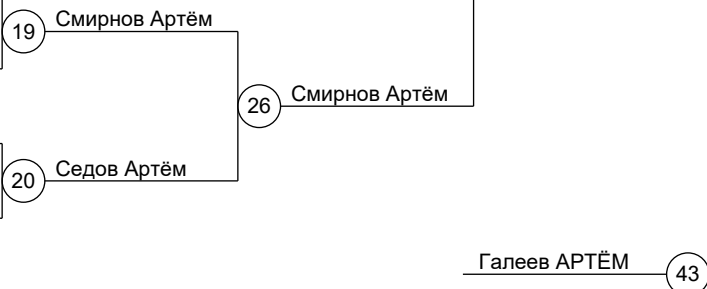 19 Смирнов Артём
26 Смирнов Артём
20 Седов Артём
Галеев АРТЁМ 43